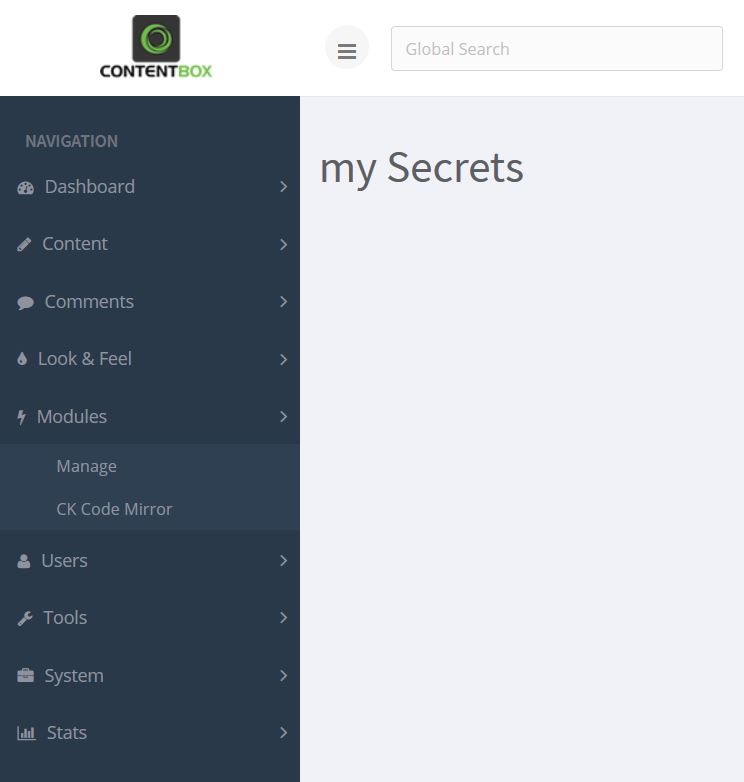 CONTENTBOX
Global Search
NAVIGATION
my Secrets
Dashboard
Content
Comments
Look & Feel
Modules
Manage
CK Code Mirror
Users
Tools
System
Stats